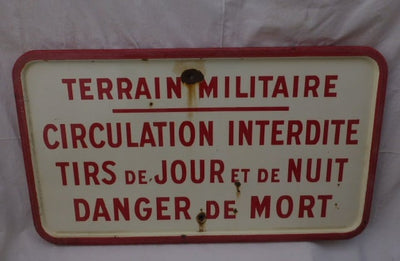 TERRAIN MILITAIRE
CIRCULATION INTERDITE
TIRS DE JOUR ET DE NUIT
DANGER DE MORT